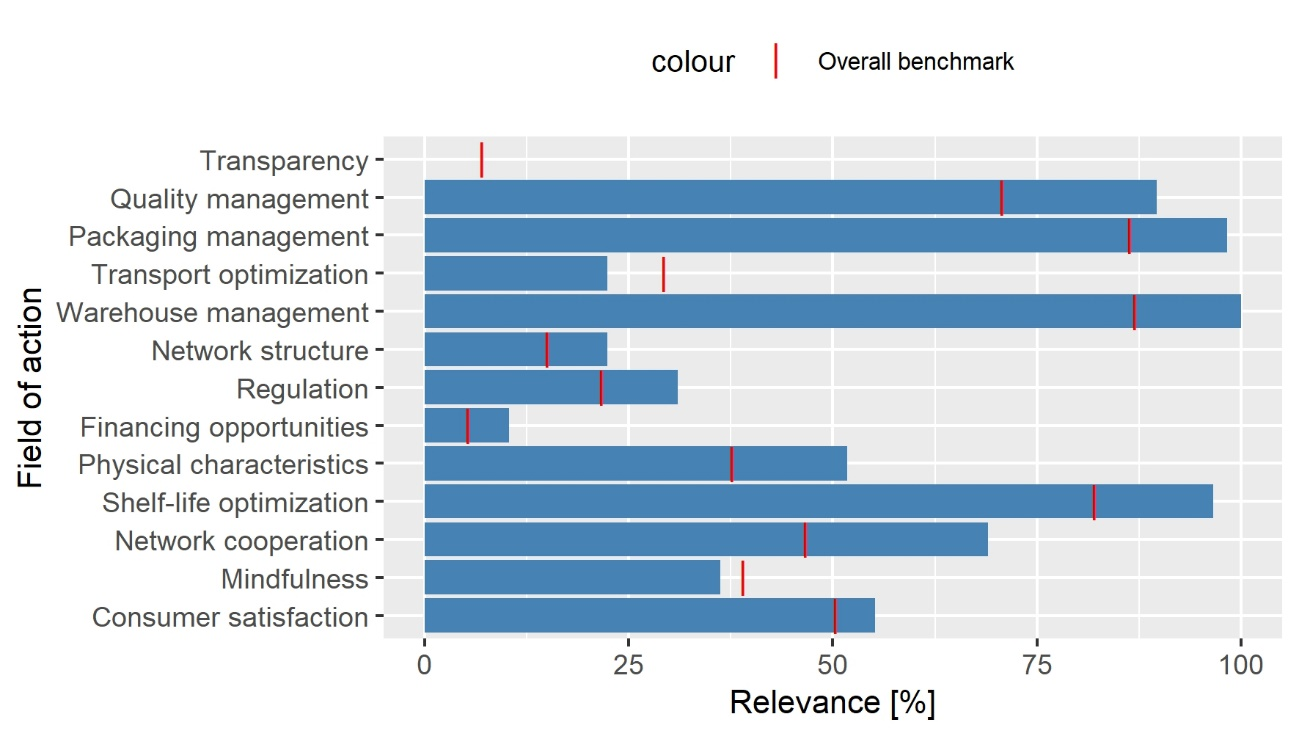 colour
Overall benchmark
Field of action
Transparency
Quality management
Packaging management
Transport optimization
Warehouse management
Network structure
Regulation
Financing opportunities
Physical characteristics
Shelf-life optimization
Network cooperation
Mindfulness
Consumer satisfaction
0 25 50 75 100
Relevance [%]